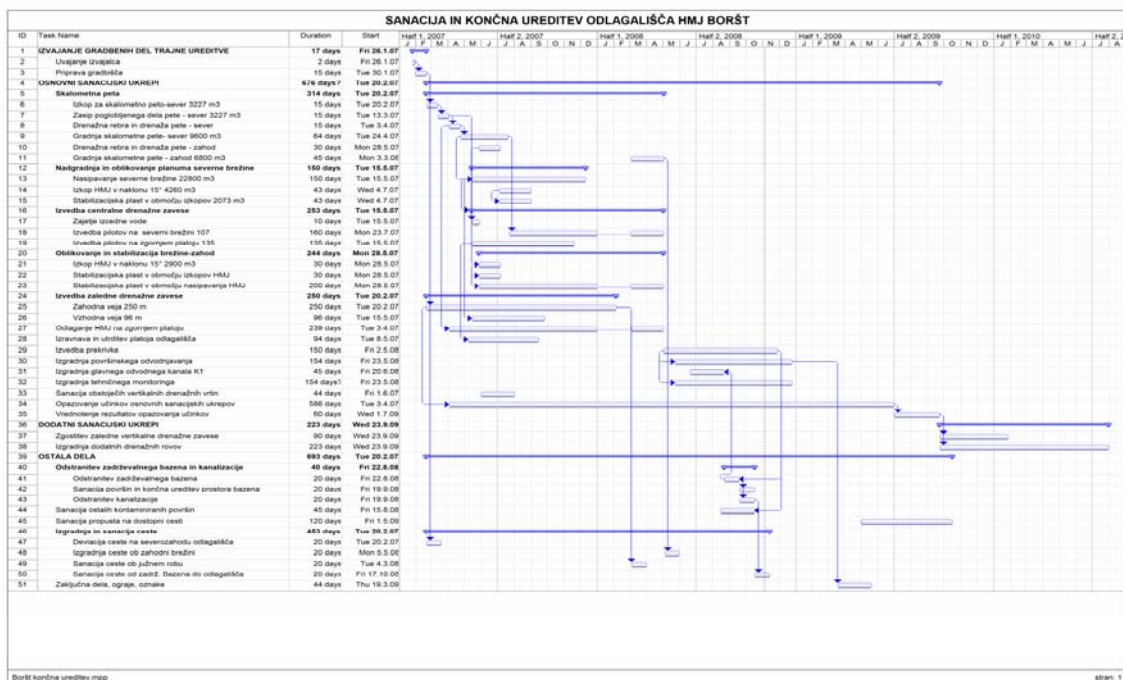 SANACIJA IN KONČNA UREDITEV ODLAGALIŠČA HMJ BORŠT
ID Task Name Duration Start Half 1, 2007 Half 2, 2007 Half 1, 2008 Half 2, 2008 Half 1, 2009 Half 2, 2009 Half 1, 2010 Half 2, 2
J F M A M J J A S O N D J F M A M J J A S O N D J F M A M J J A S O N D J F M A M J J A
1 IZVAJANJE GRADBENIH DEL TRAJNE UREDITVE 17 days Fri 26.1.07
2 Uvajanje izvajalca 2 days Fri 26.1.07
3 Priprava gradbišča 15 days Tue 30.1.07
4 OSNOVNI SANACIJSKI UKREPI 676 days? Tue 20.2.07
5 Skalometna peta 314 days Tue 20.2.07
6 Izkop za skalometno peto-sever 3227 m3 15 days Tue 20.2.07
7 Zasip poglobljenega dela pete - sever 3227 m3 15 days Tue 13.3.07
8 Drenažna rebra in drenaža pete - sever 15 days Tue 3.4.07
9 Gradnja skalometne pete- sever 9600 m3 64 days Tue 24.4.07
10 Drenažna rebra in drenaža pete - zahod 30 days Mon 28.5.07
11 Gradnja skalometne pete - zahod 6800 m3 45 days Mon 3.3.08
12 Nadgradnja in oblikovanje planuma severne brežine 150 days Tue 15.5.07
13 Nasipavanje severne brežine 22800 m3 150 days Tue 15.5.07
14 Izkop HMJ v naklonu 15° 4260 m3 43 days Wed 4.7.07
15 Stabilizacijska plast v območju izkopov 2073 m3 43 days Wed 4.7.07
16 Izvedba centralne drenažne zavese 253 days Tue 15.5.07
17 Zajetje izcedne vode 10 days Tue 15.5.07
18 Izvedba pilotov na severni brežini 107 160 days Mon 23.7.07
19 Izvedba pilotov na zgornjem platoju 135 135 days Tue 15.5.07
20 Oblikovanje in stabilizacija brežine-zahod 244 days Mon 28.5.07
21 Izkop HMJ v naklonu 15° 2900 m3 30 days Mon 28.5.07
22 Stabilizacijska plast v območju izkopov HMJ 30 days Mon 28.5.07
23 Stabilizacijska plast v območju nasipavanja HMJ 200 days Mon 28.5.07
24 Izvedba zaledne drenažne zavese 250 days Tue 20.2.07
25 Zahodna veja 250 m 250 days Tue 20.2.07
26 Vzhodna veja 96 m 96 days Tue 15.5.07
27 Odlaganje HMJ na zgornjem platoju 239 days Tue 3.4.07
28 Izravnava in utrditev platoja odlagališča 94 days Tue 8.5.07
29 Izvedba prekrivke 150 days Fri 2.5.08
30 Izgradnja površinskega odvodnjavanja 154 days Fri 23.5.08
31 Izgradnja glavnega odvodnega kanala K1 45 days Fri 20.6.08
32 Izgradnja tehničnega monitoringa 154 days? Fri 23.5.08
33 Sanacija obstoječih vertikalnih drenažnih vrtin 44 days Fri 1.6.07
34 Opazovanje učinkov osnovnih sanacijskih ukrepov 586 days Tue 3.4.07
35 Vrednotenje rezultatov opazovanja učinkov 60 days Wed 1.7.09
36 DODATNI SANACIJSKI UKREPI 223 days Wed 23.9.09
37 Zgostitev zaledne vertikalne drenažne zavese 90 days Wed 23.9.09
38 Izgradnja dodatnih drenažnih rovov 223 days Wed 23.9.09
39 OSTALA DELA 693 days Tue 20.2.07
40 Odstranitev zadrževalnega bazena in kanalizacije 40 days Fri 22.8.08
41 Odstranitev zadrževalnega bazena 20 days Fri 22.8.08
42 Sanacija površin in končna ureditev prostora bazena 20 days Fri 19.9.08
43 Odstranitev kanalizacije 20 days Fri 19.9.08
44 Sanacija ostalih kontaminiranih površin 45 days Fri 15.8.08
45 Sanacija propusta na dostopni cesti 120 days Fri 1.5.09
46 Izgradnja in sanacija ceste 453 days Tue 20.2.07
47 Deviacija ceste na severozahodu odlagališča 20 days Tue 20.2.07
48 Izgradnja ceste ob zahodni brežini 20 days Mon 5.5.08
49 Sanacija ceste ob južnem robu 20 days Tue 4.3.08
50 Sanacija ceste od zadrž. Bazena do odlagališča 20 days Fri 17.10.08
51 Zaključna dela, ograje, oznake 44 days Thu 19.3.09
Boršt končna ureditev.mpp stran: 1